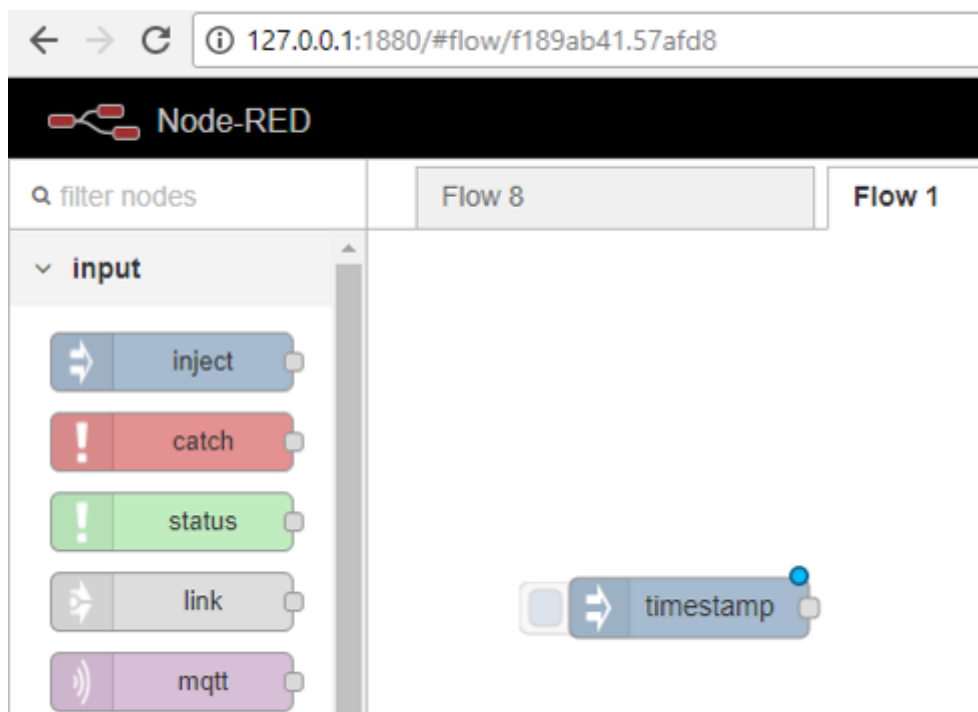 127.0.0.1:1880/#flow/f189ab41.57afd8
Node-RED
filter nodes
Flow 8
Flow 1
input
inject
catch
status
link
mqtt
timestamp